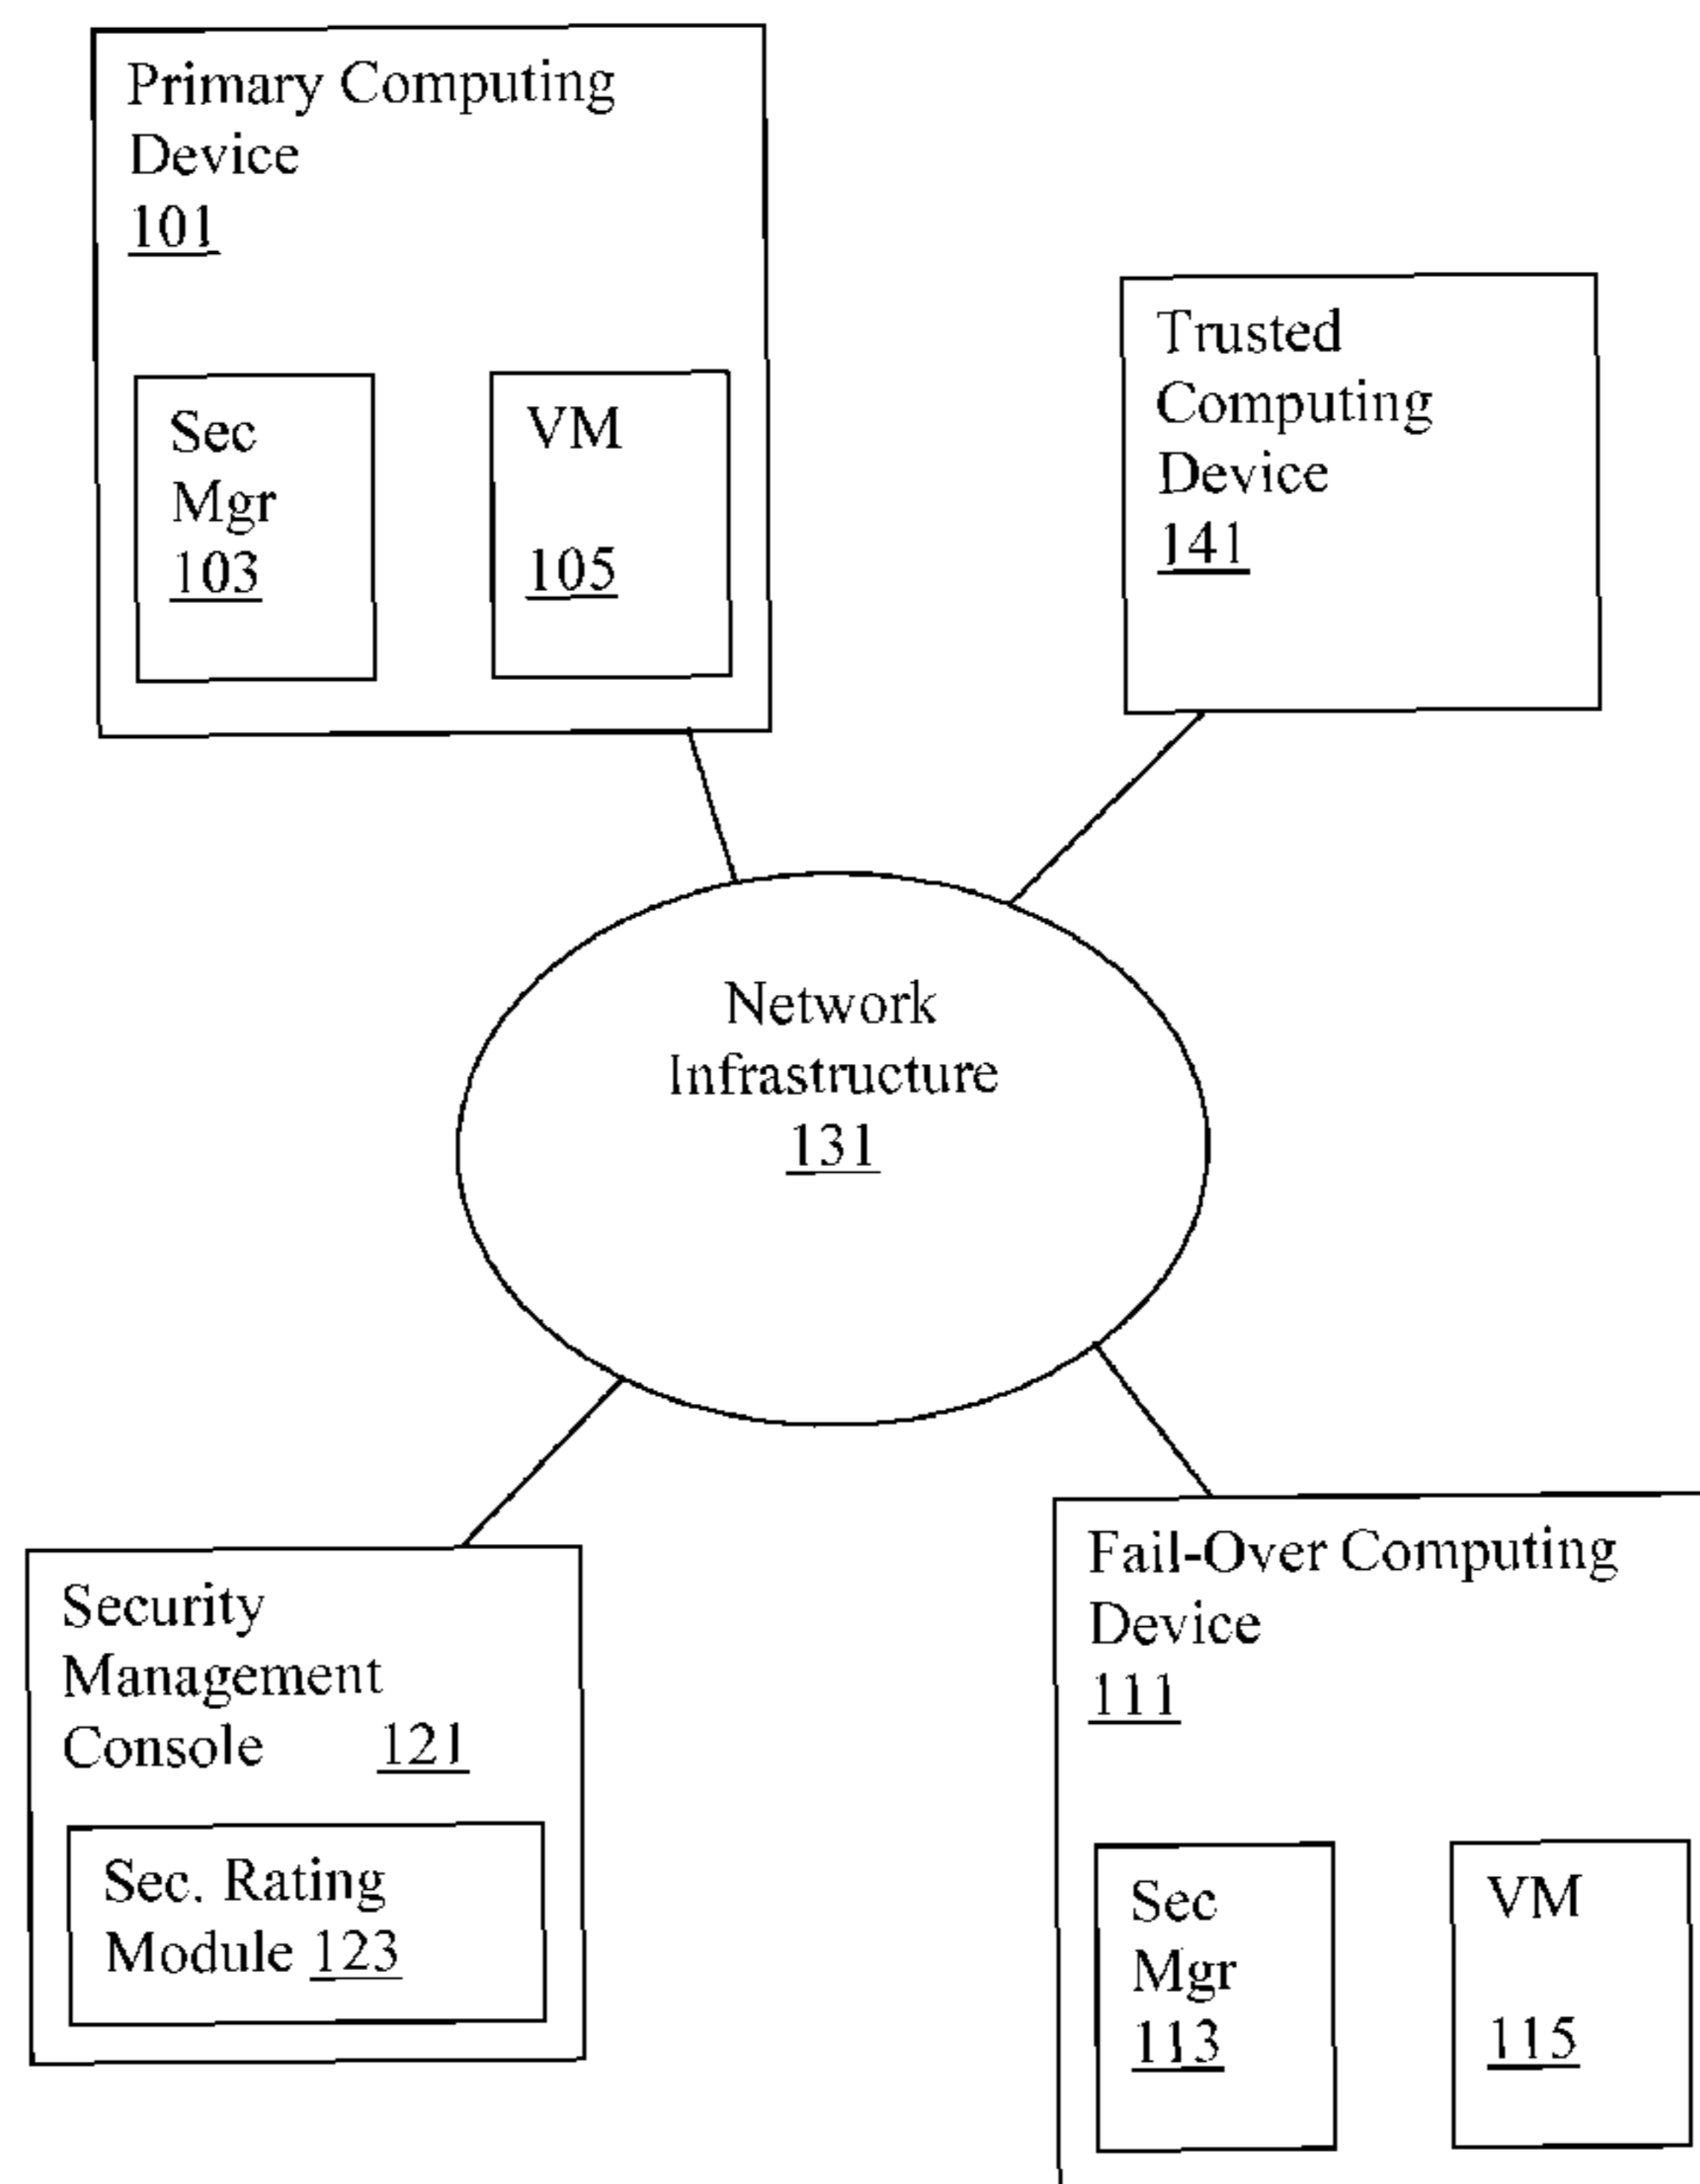 Primary Computing
Device
101
Sec
Mgr
103
VM
105
Trusted
Computing
Device
141
Network
Infrastructure
131
Security
Management
Console 121
Sec. Rating
Module 123
Fail-Over Computing
Device
111
Sec
Mgr
113
VM
115